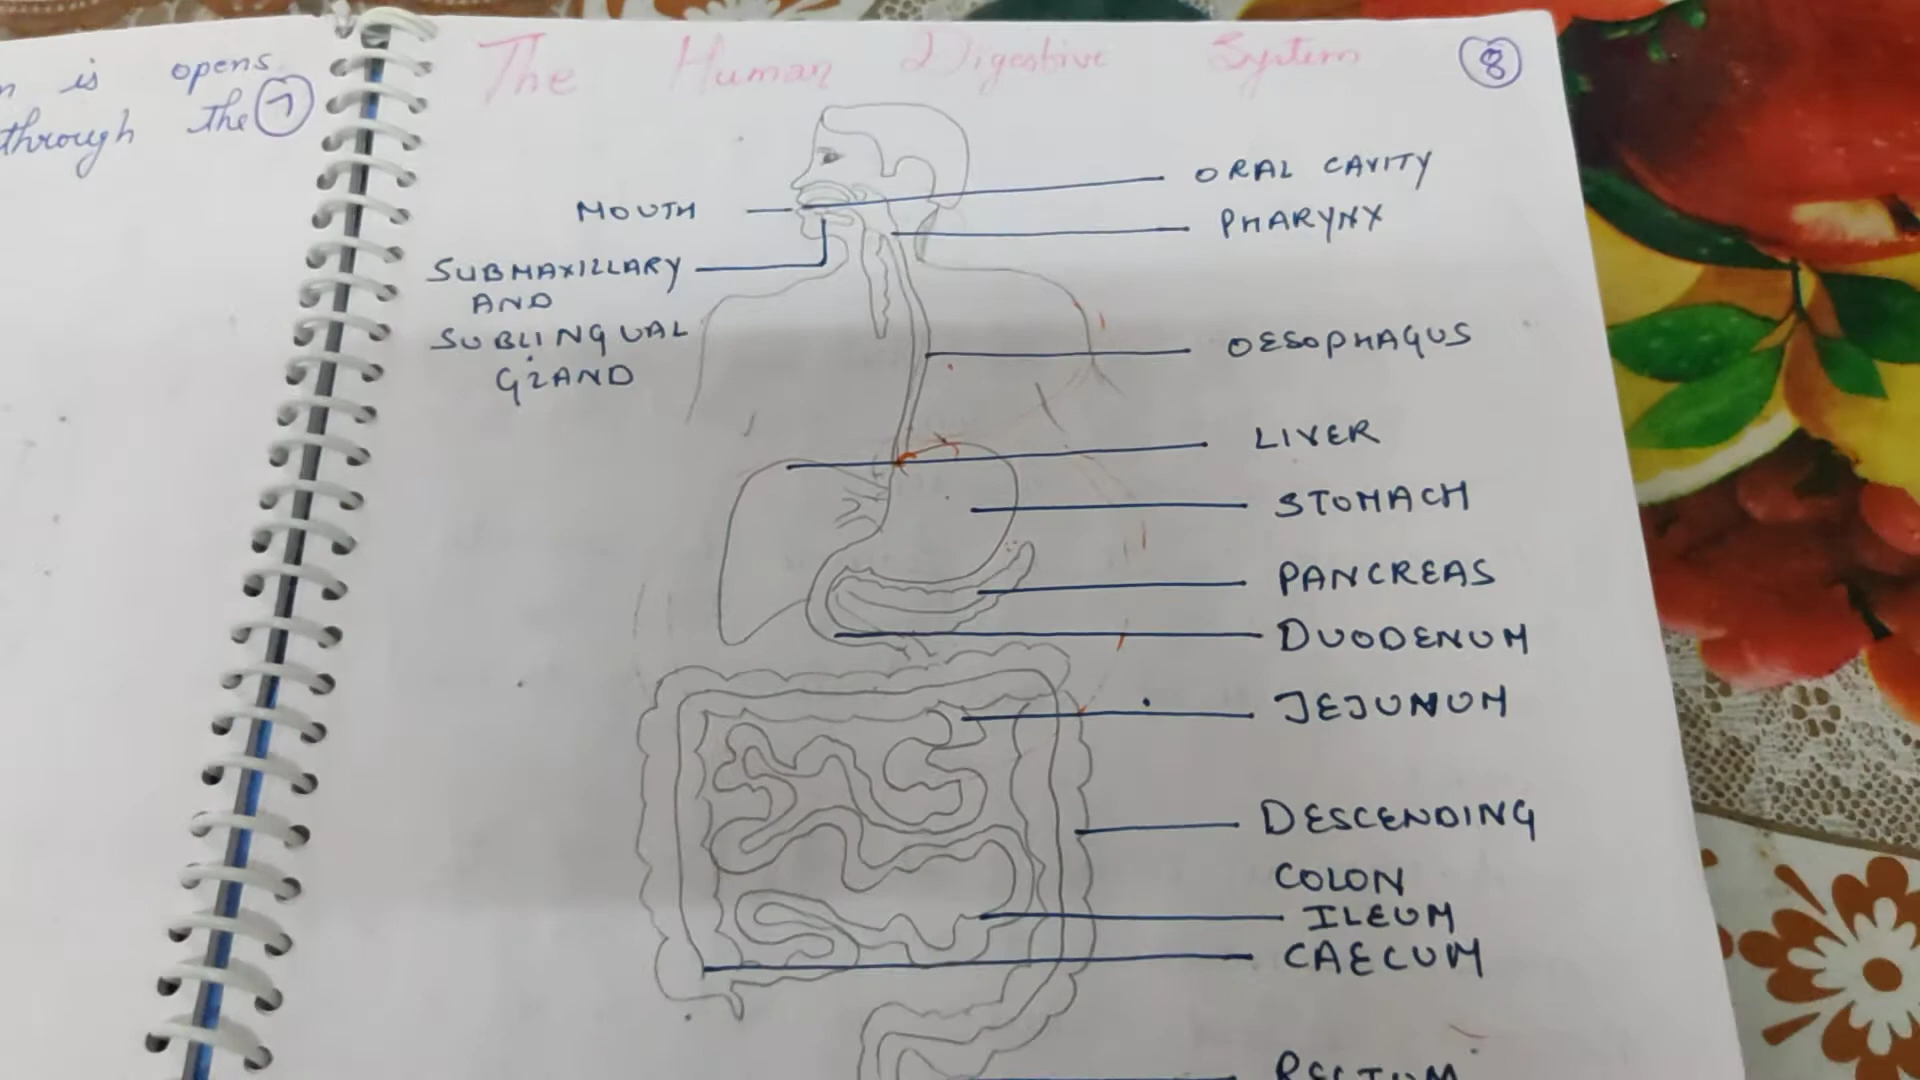 n is opens
through the 7
The Human Digestive System 8
ORAL CAVITY
MOUTH
PHARYNX
SUBMAXILLARY
AND
SUBLINGUAL
GLAND
OESOPHAGUS
LIVER
STOMACH
PANCREAS
DUODENUM
JEJUNUM
DESCENDING
COLON
ILEUM
CAECUM
RECTUM